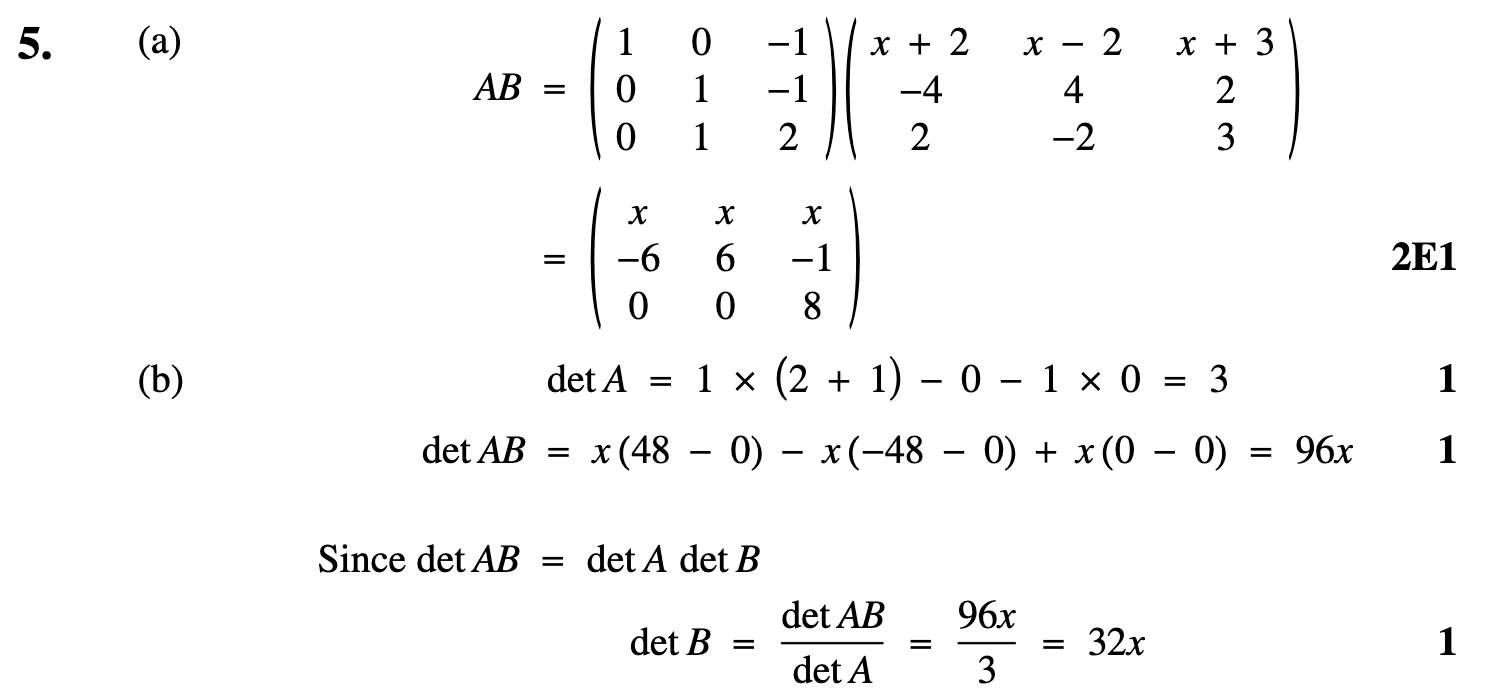 5. (a)
AB = ( 1 0 −1 ) ( x + 2 x − 2 x + 3 )
( 0 1 −1 ) ( −4 4 2 )
( 0 1 2 ) ( 2 −2 3 )
= ( x x x )
( −6 6 −1 ) 2E1
( 0 0 8 )
(b) det A = 1 × (2 + 1) − 0 − 1 × 0 = 3 1
det AB = x(48 − 0) − x(−48 − 0) + x(0 − 0) = 96x 1
Since det AB = det A det B
det B = det AB / det A = 96x / 3 = 32x 1